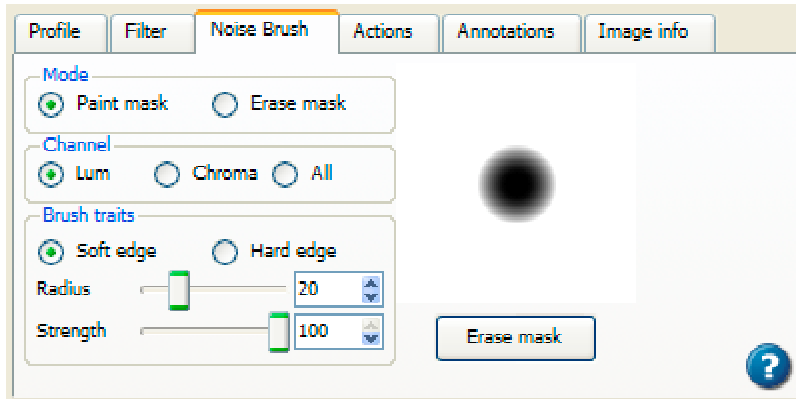 Profile Filter Noise Brush Actions Annotations Image info
Mode
Paint mask Erase mask
Channel
Lum Chroma All
Brush traits
Soft edge Hard edge
Radius 20
Strength 100
Erase mask
?